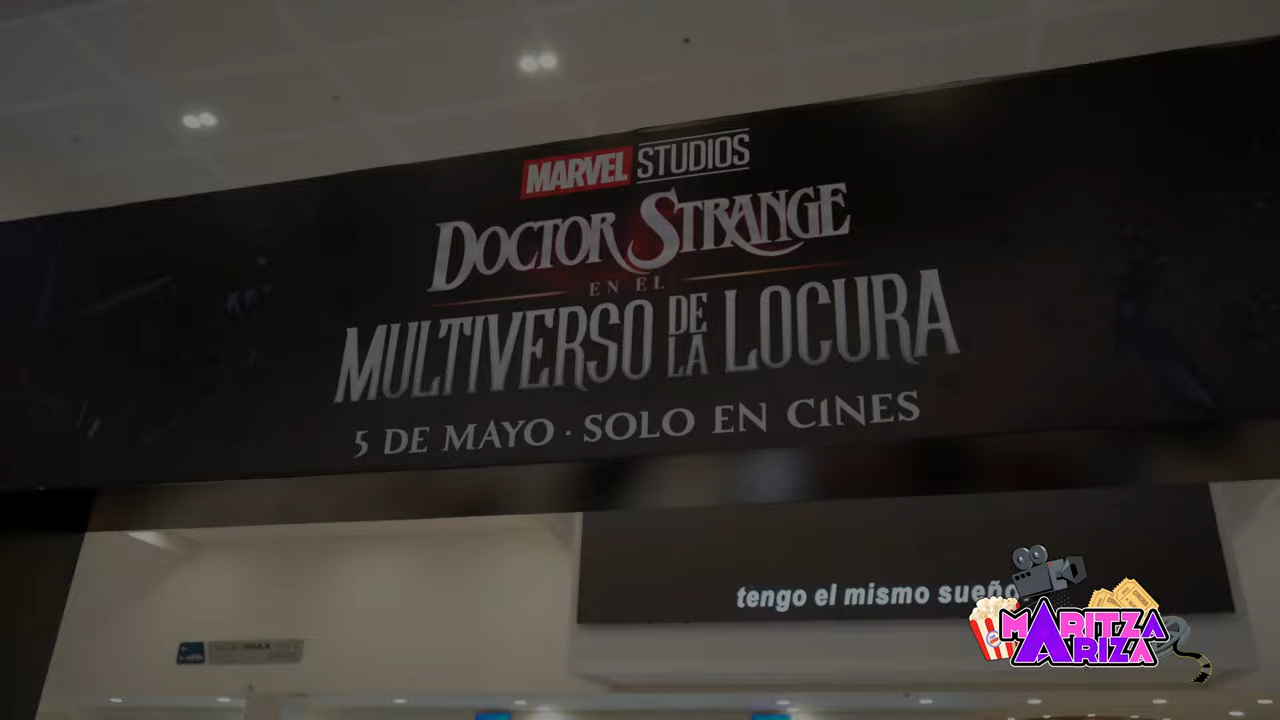 MARVEL STUDIOS
DOCTOR STRANGE
EN EL
MULTIVERSO DE LA LOCURA
5 DE MAYO · SOLO EN CINES
tengo el mismo sueño
MARITZA
ARIZA